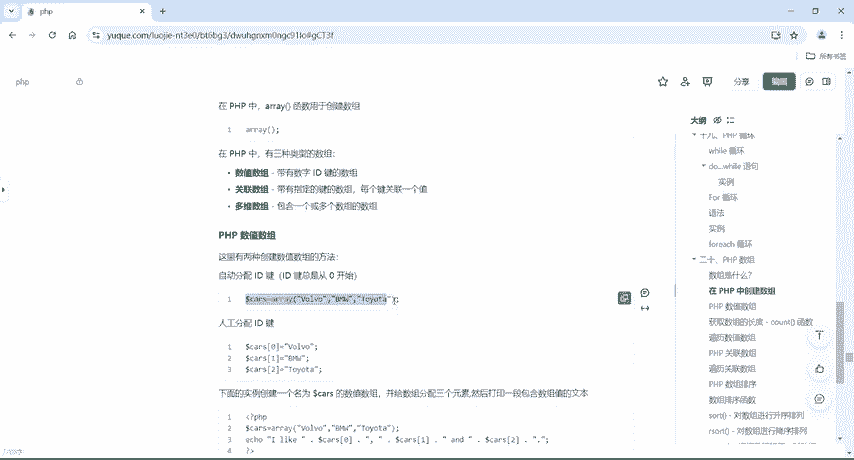 php
yuque.com/luojie-nt3e0/bt6bg3/dwuhgnxm0ngc91lo#gCT3f
所有书签
php
分享
编辑
在 PHP 中，array() 函数用于创建数组
1 array();
在 PHP 中，有三种类型的数组：
• 数值数组 - 带有数字 ID 键的数组
• 关联数组 - 带有指定的键的数组，每个键关联一个值
• 多维数组 - 包含一个或多个数组的数组
PHP 数值数组
这里有两种创建数值数组的方法：
自动分配 ID 键（ID 键总是从 0 开始）
1 $cars=array("Volvo","BMW","Toyota");
人工分配 ID 键
1 $cars[0]="Volvo";
2 $cars[1]="BMW";
3 $cars[2]="Toyota";
下面的实例创建一个名为 $cars 的数值数组，并给数组分配三个元素,然后打印一段包含数组值的文本
1 <?php
2 $cars=array("Volvo","BMW","Toyota");
3 echo "I like " . $cars[0] . ", " . $cars[1] . " and " . $cars[2] . ".";
4 ?>
大纲
十九、PHP 循环
while 循环
do...while 语句
实例
For 循环
语法
实例
foreach 循环
二十、PHP 数组
数组是什么？
在 PHP 中创建数组
PHP 数值数组
获取数组的长度 - count() 函数
遍历数值数组
PHP 关联数组
遍历关联数组
PHP 数组排序
数组排序函数
sort() - 对数组进行升序排列
rsort() - 对数组进行降序排列